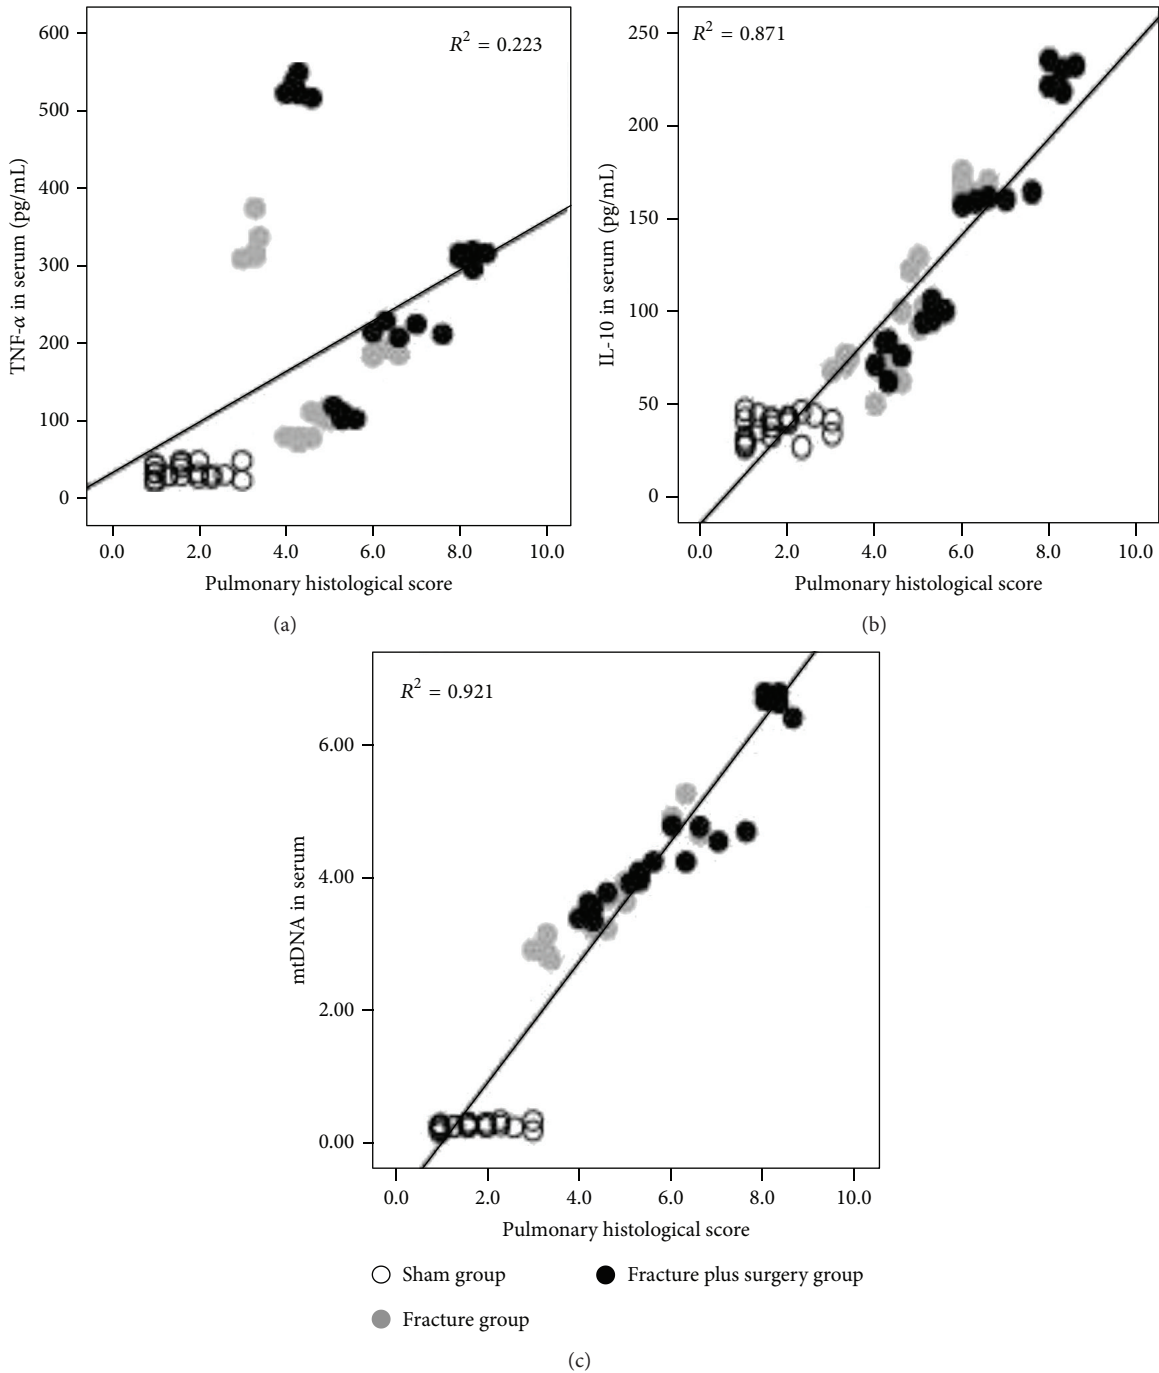 R² = 0.223
600
500
400
300
200
100
0
TNF-α in serum (pg/mL)
0.0 2.0 4.0 6.0 8.0 10.0
Pulmonary histological score
(a)
R² = 0.871
250
200
150
100
50
0
IL-10 in serum (pg/mL)
0.0 2.0 4.0 6.0 8.0 10.0
Pulmonary histological score
(b)
R² = 0.921
6.00
4.00
2.00
0.00
mtDNA in serum
0.0 2.0 4.0 6.0 8.0 10.0
Pulmonary histological score
Sham group
Fracture plus surgery group
Fracture group
(c)